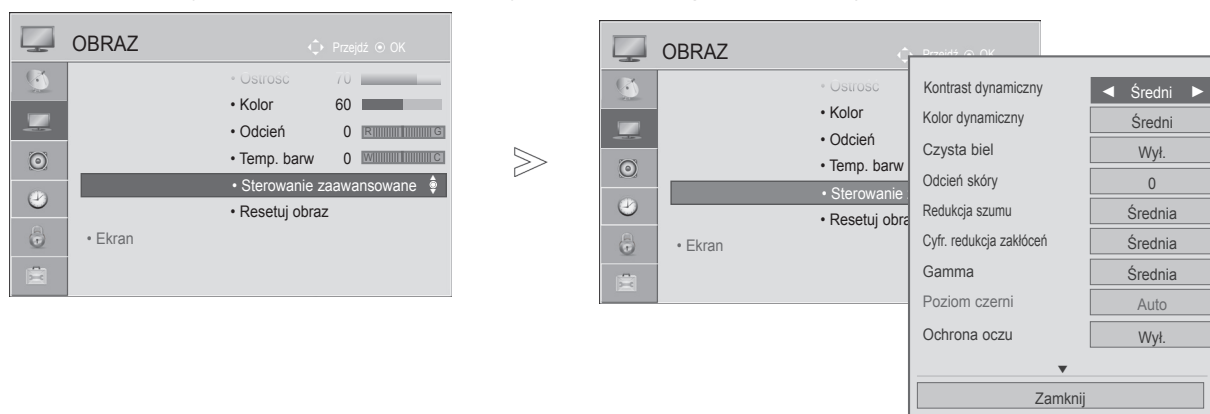 OBRAZ
Przejdź OK
• Ostrość 70
• Kolor 60
• Odcień 0 R G
• Temp. barw 0 W C
• Sterowanie zaawansowane
• Resetuj obraz
• Ekran
OBRAZ
Przejdź OK
• Ostrość
• Kolor
• Odcień
• Temp. barw
• Sterowanie
• Resetuj obra
• Ekran
Kontrast dynamiczny ◄ Średni ►
Kolor dynamiczny Średni
Czysta biel Wył.
Odcień skóry 0
Redukcja szumu Średnia
Cyfr. redukcja zakłóceń Średnia
Gamma Średnia
Poziom czerni Auto
Ochrona oczu Wył.
▼
Zamknij